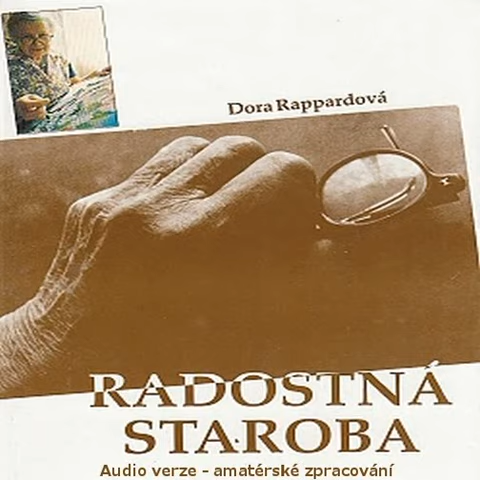 Dora Rappardová
RADOSTNÁ
STAROBA
Audio verze - amatérské zpracování